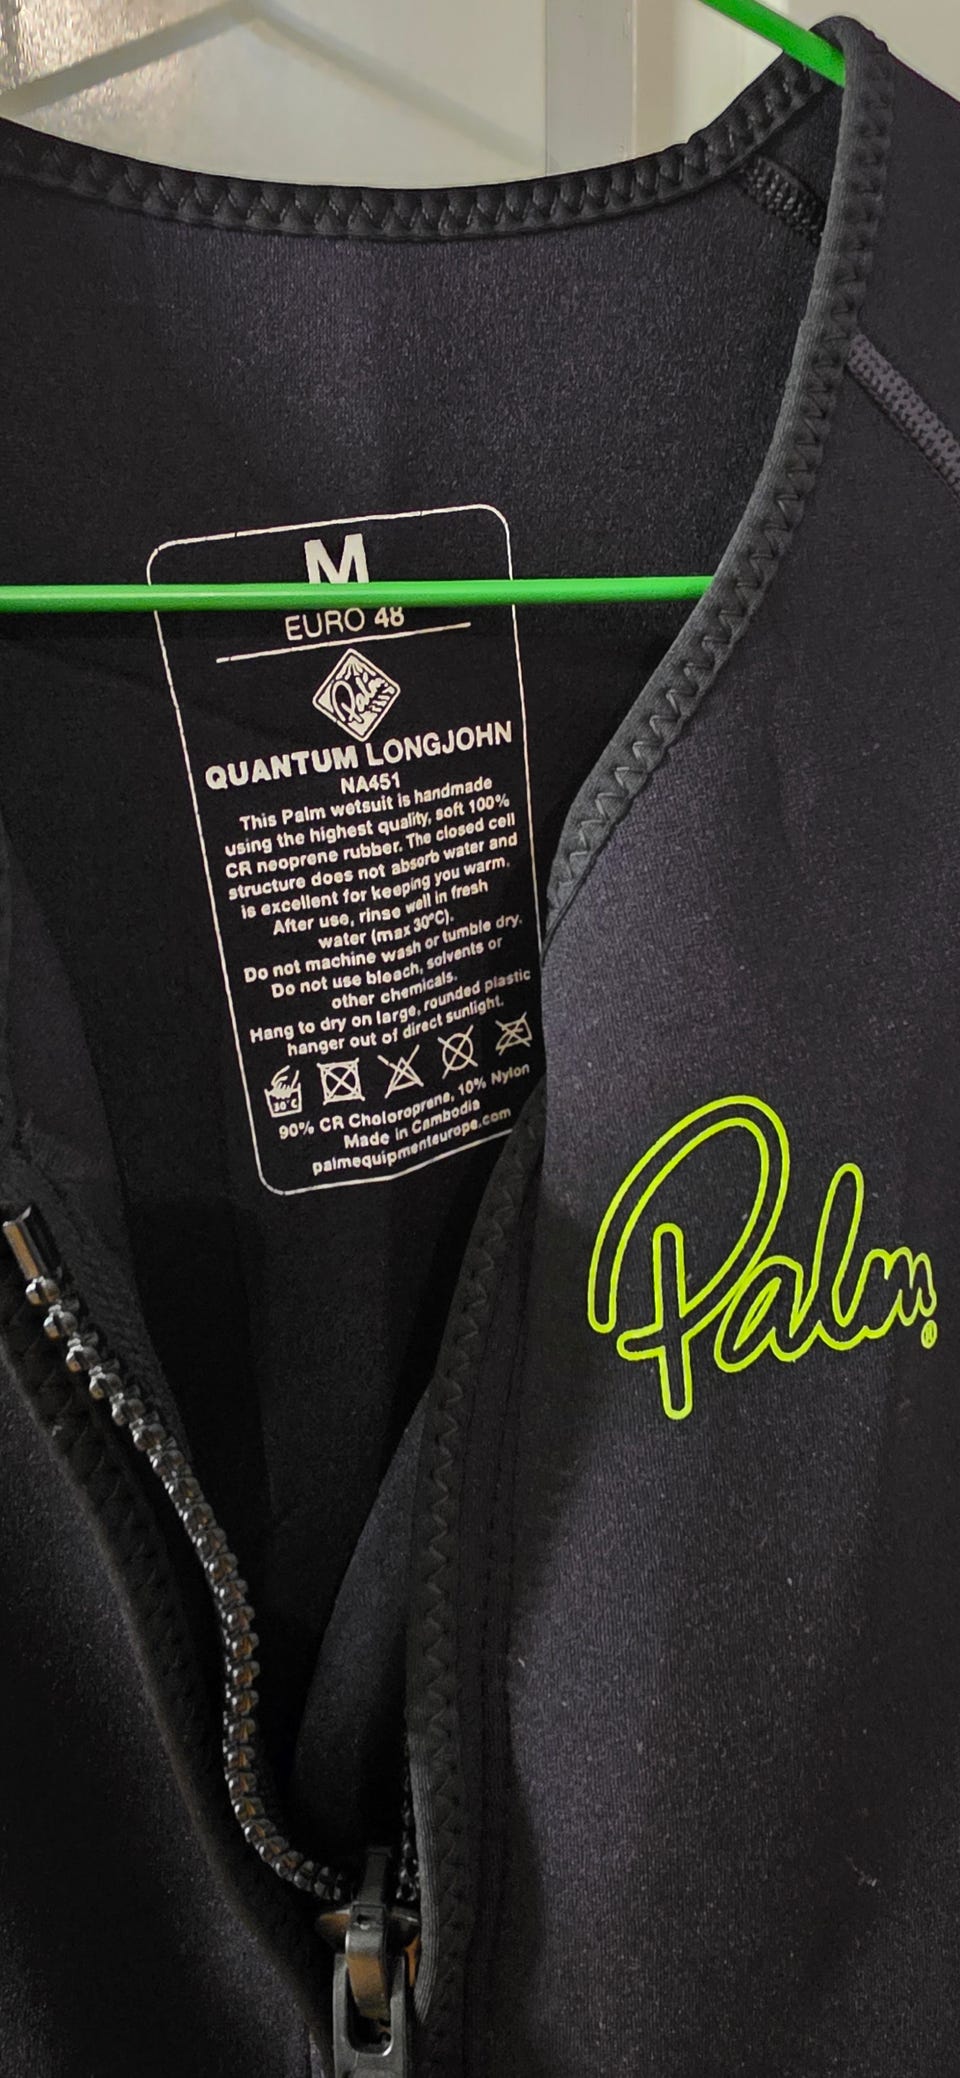 M
EURO 48
Palm
QUANTUM LONGJOHN
NA451
This Palm wetsuit is handmade
using the highest quality, soft 100%
CR neoprene rubber. The closed cell
structure does not absorb water and
is excellent for keeping you warm.
After use, rinse well in fresh
water (max 30°C).
Do not machine wash or tumble dry.
Do not use bleach, solvents or
other chemicals.
Hang to dry on large, rounded plastic
hanger out of direct sunlight.
30°C
90% CR Choloroprene, 10% Nylon
Made in Cambodia
palmequipmenteurope.com
Palm®